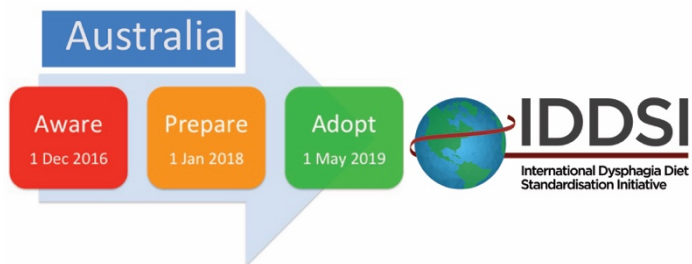 Australia
Aware
1 Dec 2016
Prepare
1 Jan 2018
Adopt
1 May 2019
IDDSI
International Dysphagia Diet
Standardisation Initiative